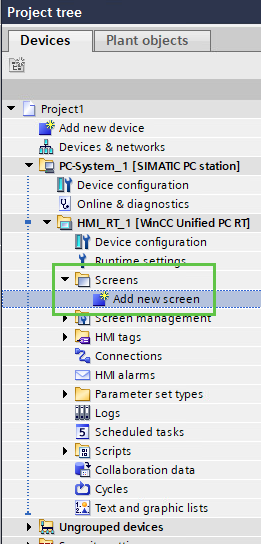 Project tree
Devices
Plant objects
Project1
Add new device
Devices & networks
PC-System_1 [SIMATIC PC station]
Device configuration
Online & diagnostics
HMI_RT_1 [WinCC Unified PC RT]
Device configuration
Runtime settings
Screens
Add new screen
Screen management
HMI tags
Connections
HMI alarms
Parameter set types
Logs
Scheduled tasks
Scripts
Collaboration data
Cycles
Text and graphic lists
Ungrouped devices